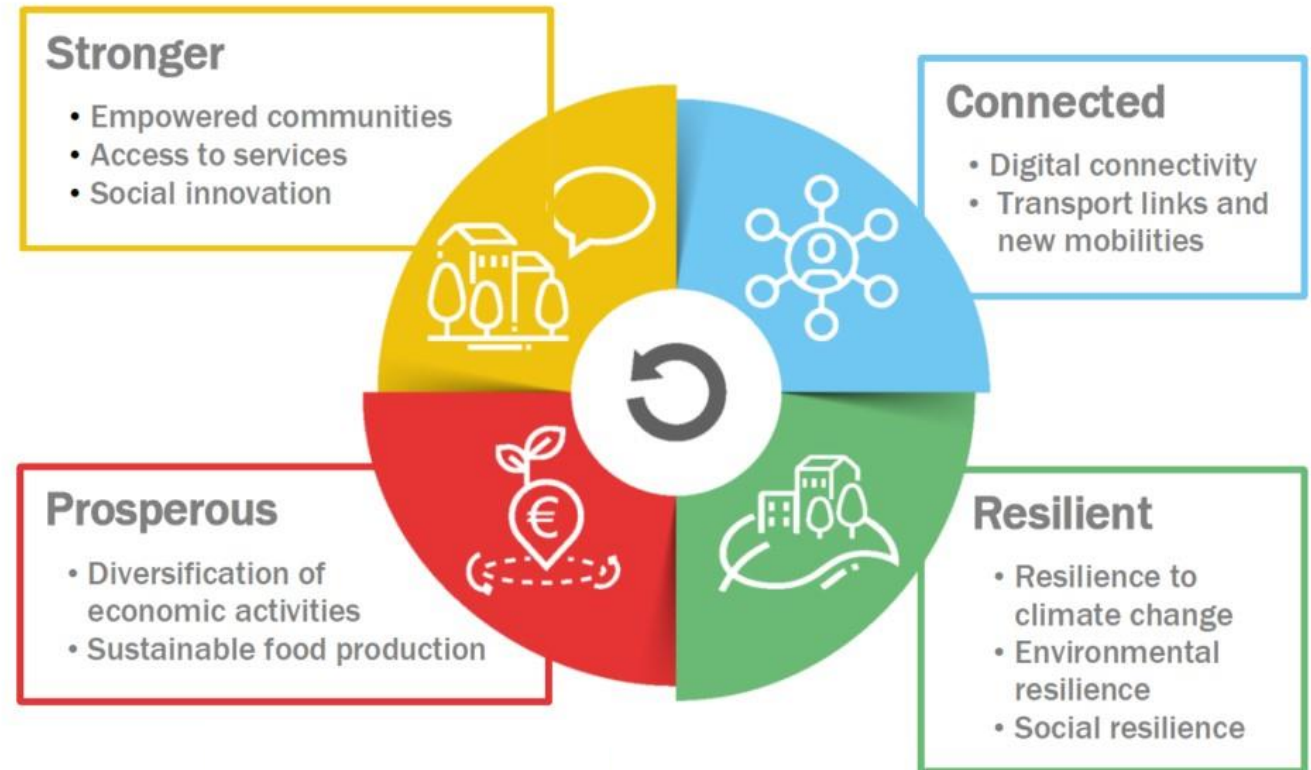 Stronger
• Empowered communities
• Access to services
• Social innovation
Connected
• Digital connectivity
• Transport links and
new mobilities
Prosperous
• Diversification of
economic activities
• Sustainable food production
€
Resilient
• Resilience to
climate change
• Environmental
resilience
• Social resilience